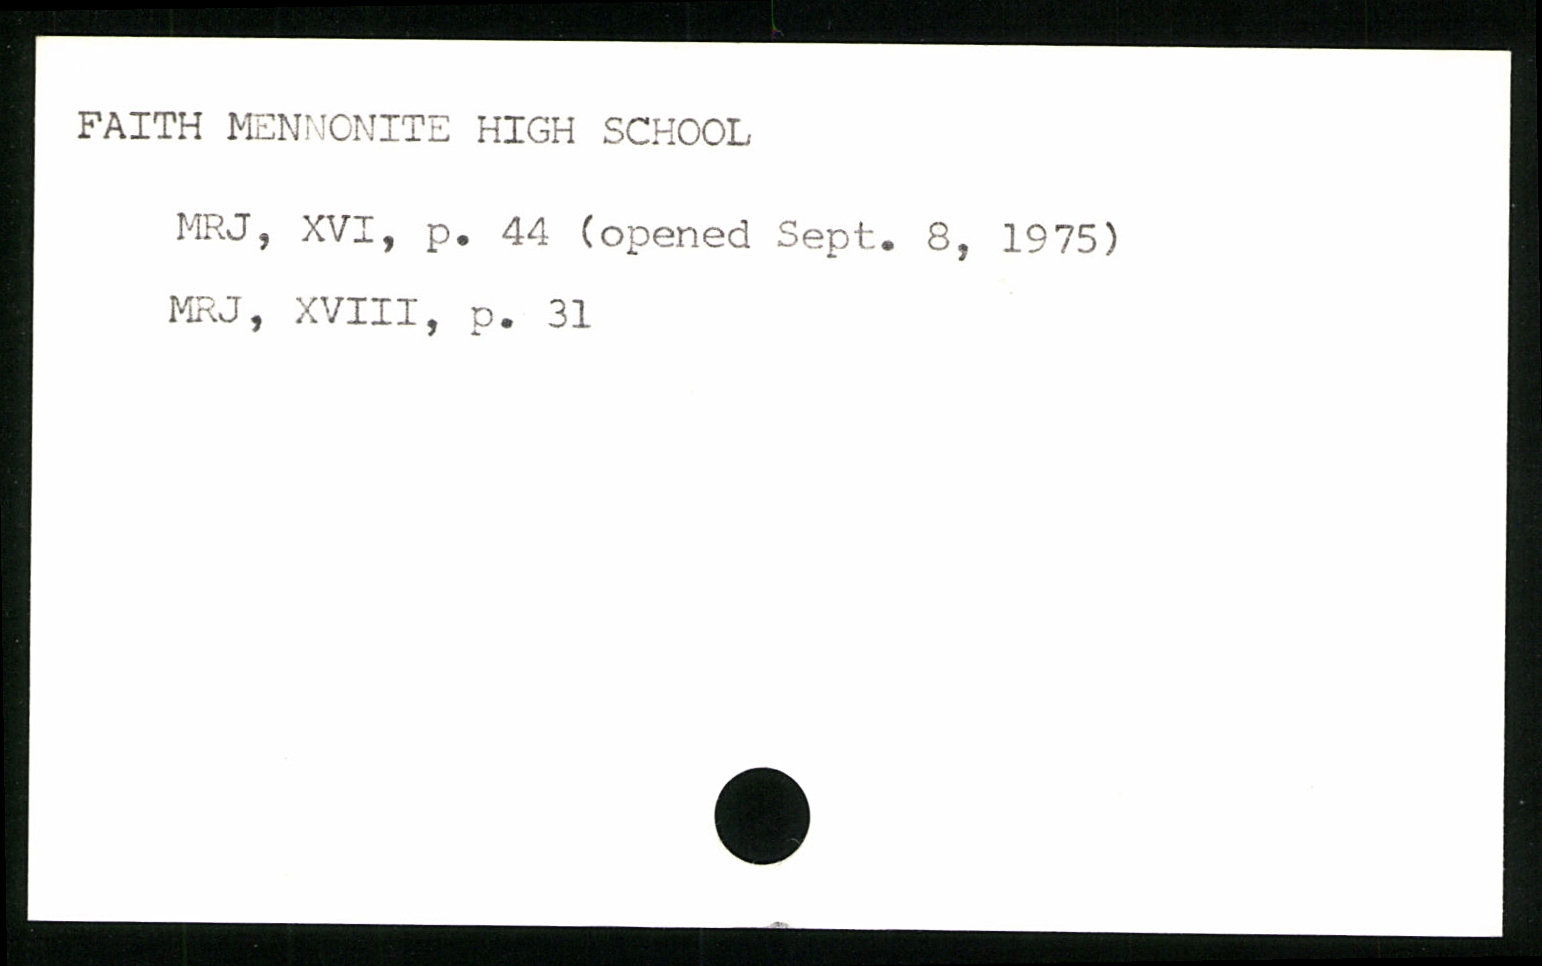 FAITH MENNONITE HIGH SCHOOL
MRJ, XVI, p. 44 (opened Sept. 8, 1975)
MRJ, XVIII, p. 31